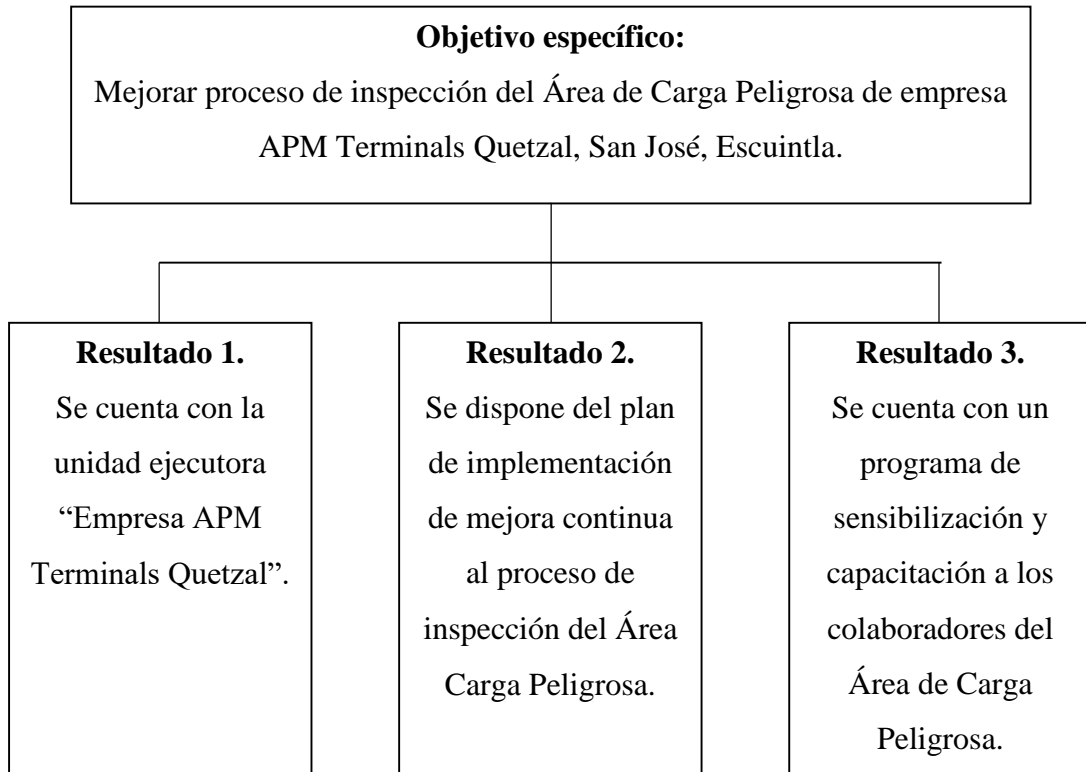 Objetivo específico:
Mejorar proceso de inspección del Área de Carga Peligrosa de empresa
APM Terminals Quetzal, San José, Escuintla.
Resultado 1.
Se cuenta con la
unidad ejecutora
“Empresa APM
Terminals Quetzal”.
Resultado 2.
Se dispone del plan
de implementación
de mejora continua
al proceso de
inspección del Área
Carga Peligrosa.
Resultado 3.
Se cuenta con un
programa de
sensibilización y
capacitación a los
colaboradores del
Área de Carga
Peligrosa.